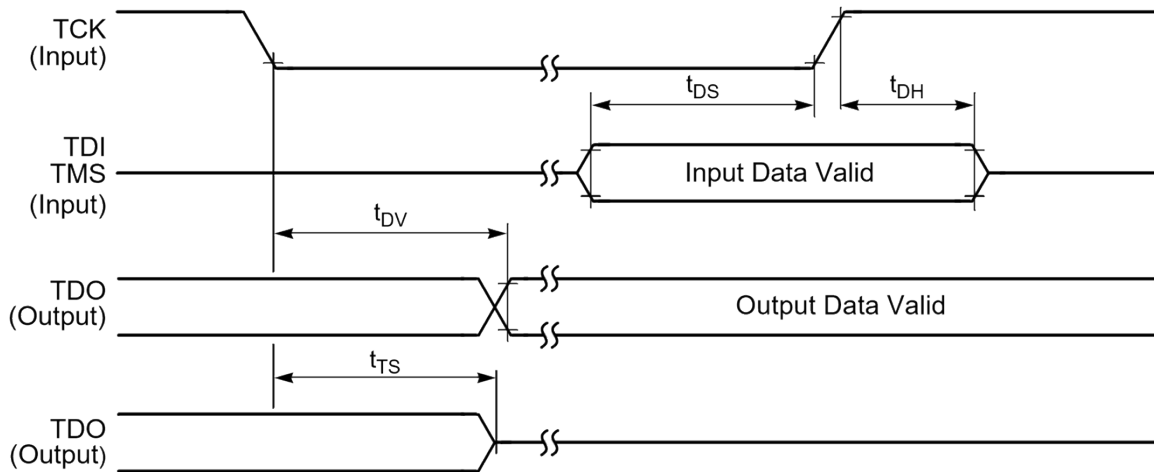 TCK
(Input)
tDS
tDH
TDI
TMS
(Input)
Input Data Valid
tDV
TDO
(Output)
Output Data Valid
tTS
TDO
(Output)